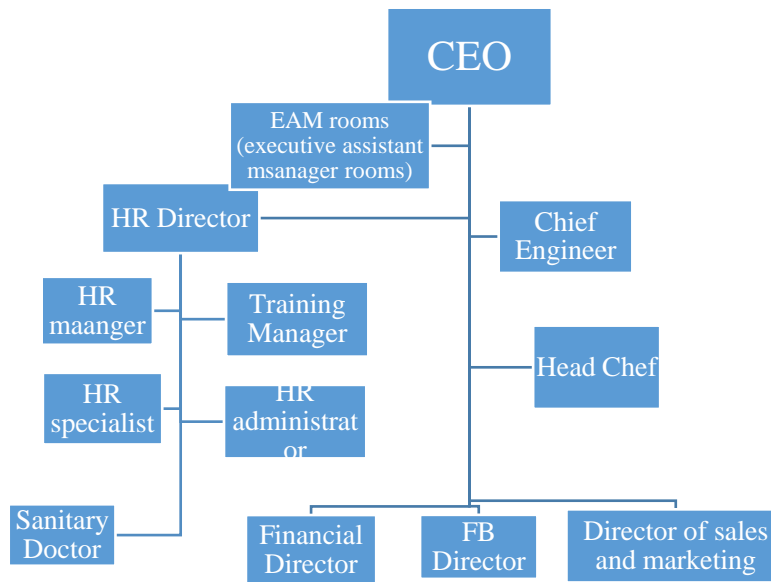 CEO
EAM rooms
(executive assistant
msanager rooms)
HR Director
Chief
Engineer
HR
maanger
Training
Manager
Head Chef
HR
specialist
HR
administrat
or
Sanitary
Doctor
Financial
Director
FB
Director
Director of sales
and marketing